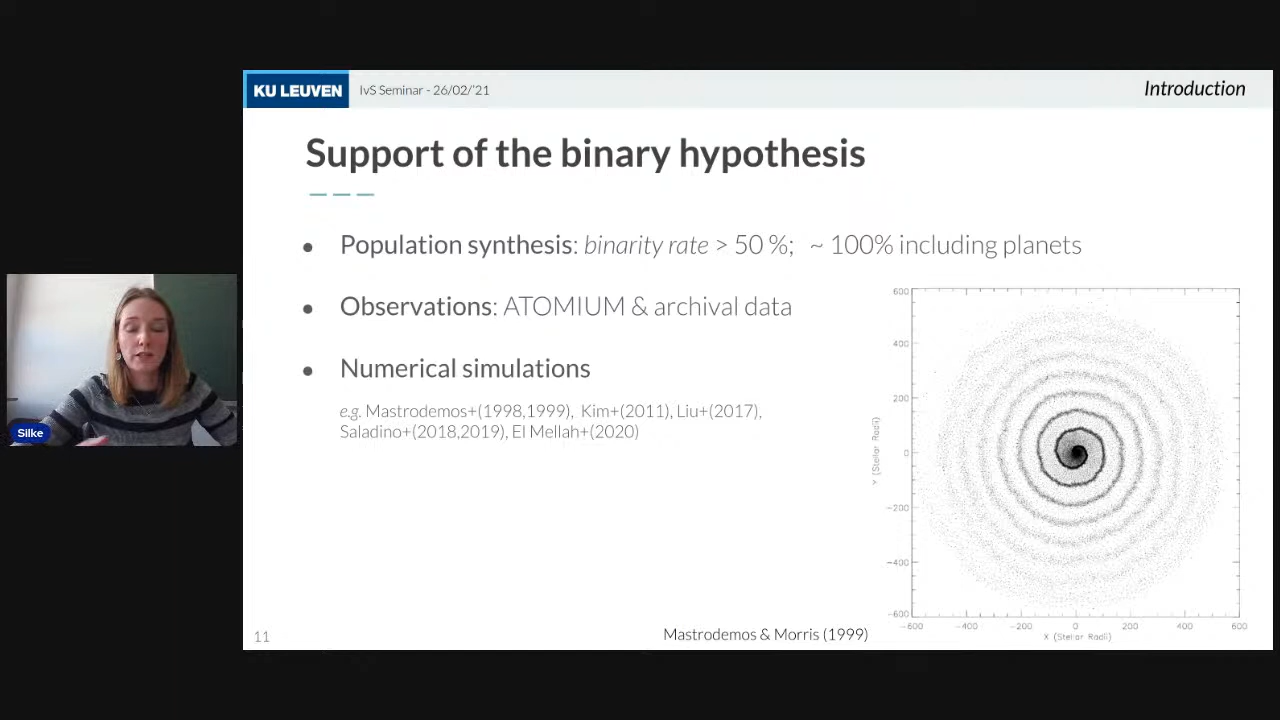 KU LEUVEN
IvS Seminar - 26/02/'21
Introduction
Support of the binary hypothesis
• Population synthesis: binarity rate > 50 %; ~ 100% including planets
• Observations: ATOMIUM & archival data
• Numerical simulations
e.g. Mastrodemos+(1998,1999), Kim+(2011), Liu+(2017),
Saladino+(2018,2019), El Mellah+(2020)
Silke
600
400
200
0
-200
-400
-600
Y (Stellar Radii)
-600 -400 -200 0 200 400 600
X (Stellar Radii)
Mastrodemos & Morris (1999)
11